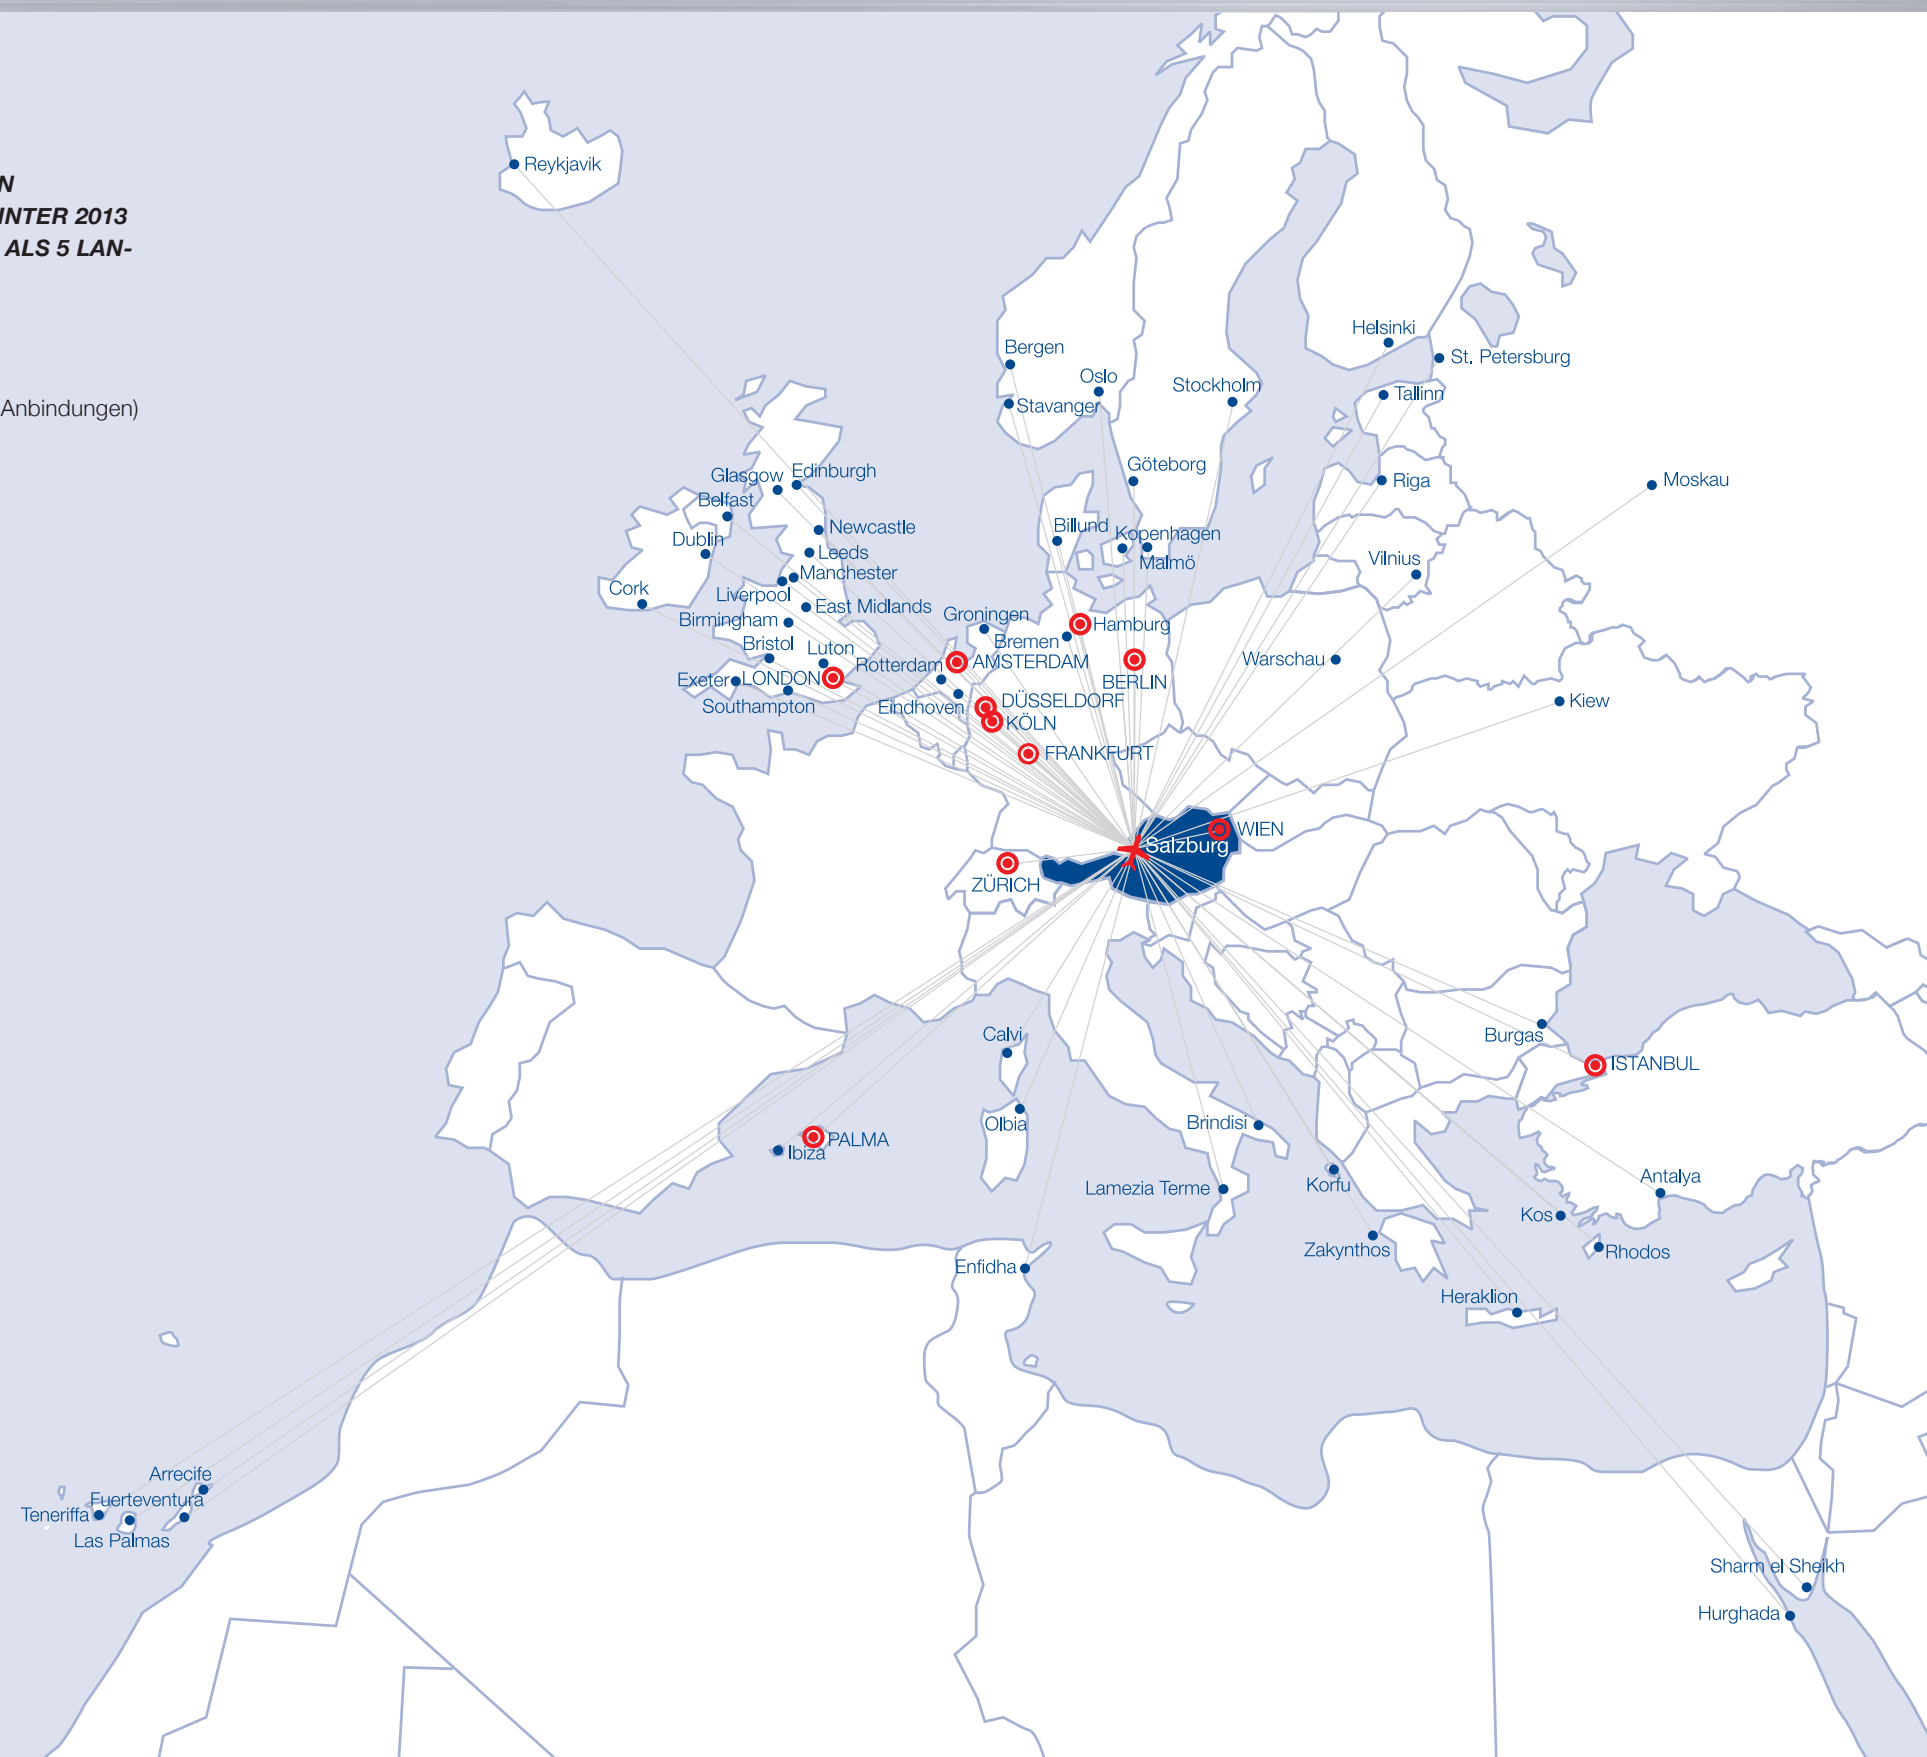 N
INTER 2013
ALS 5 LAN-
Anbindungen)
Reykjavik
Helsinki
St. Petersburg
Bergen
Oslo
Stockholm
Stavanger
Tallinn
Göteborg
Glasgow
Edinburgh
Belfast
Riga
Moskau
Newcastle
Billund
Kopenhagen
Dublin
Leeds
Malmö
Vilnius
Manchester
Cork
Liverpool
East Midlands
Birmingham
Groningen
Hamburg
Bremen
Bristol
Luton
Rotterdam
AMSTERDAM
Warschau
Exeter
LONDON
BERLIN
Southampton
Eindhoven
DÜSSELDORF
Kiew
KÖLN
FRANKFURT
WIEN
Salzburg
ZÜRICH
Calvi
Burgas
ISTANBUL
Olbia
Brindisi
PALMA
Ibiza
Antalya
Lamezia Terme
Korfu
Kos
Zakynthos
Rhodos
Enfidha
Heraklion
Arrecife
Fuerteventura
Teneriffa
Las Palmas
Sharm el Sheikh
Hurghada